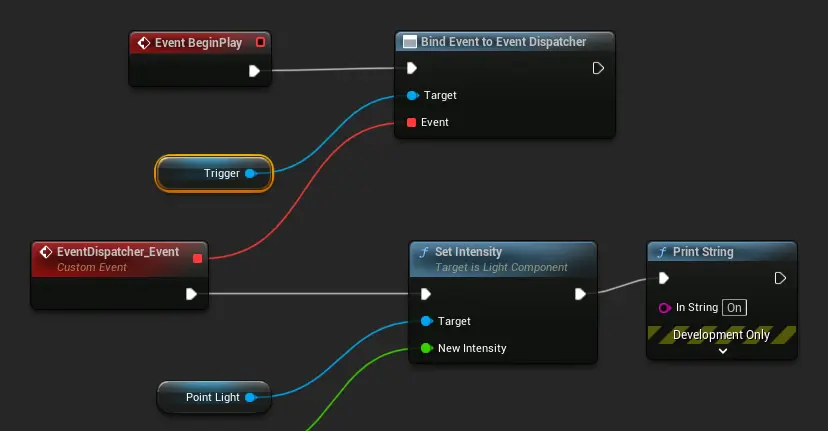 Event BeginPlay
Bind Event to Event Dispatcher
Target
Event
Trigger
EventDispatcher_Event
Custom Event
f Set Intensity
Target is Light Component
Target
New Intensity
f Print String
In String On
Development Only
Point Light